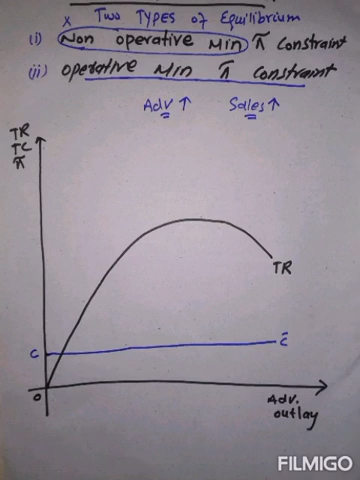 x Two Types of Equilibrium
(i) Non operative Min π Constraint
(ii) operative Min π constraint
Adv ↑ Sales ↑
TR
TC
π
TR
C
C̄
O
Adv.
outlay
FILMIGO